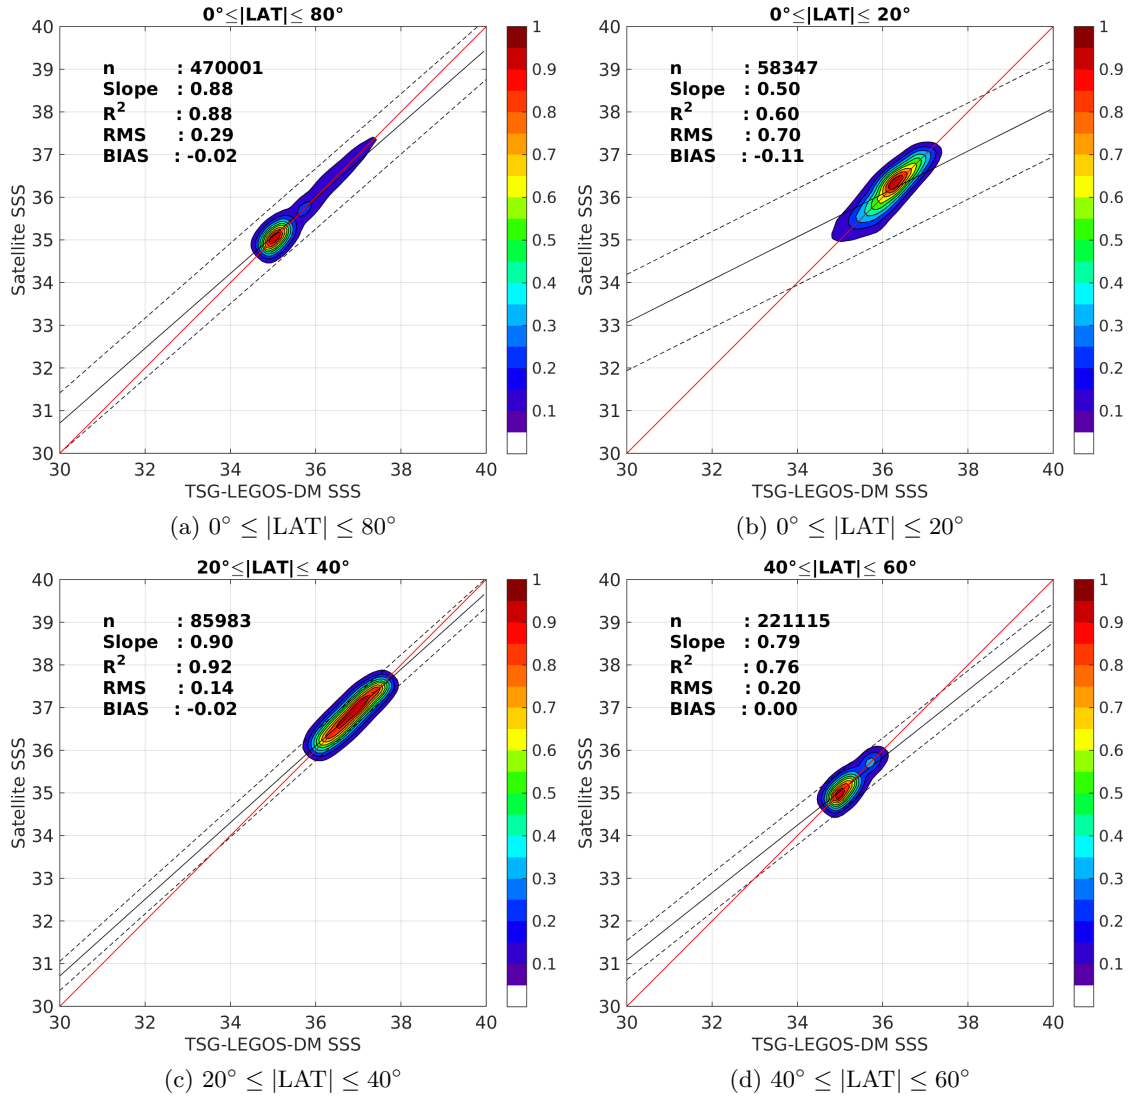 0°≤|LAT|≤ 80°
n : 470001
Slope : 0.88
R² : 0.88
RMS : 0.29
BIAS : -0.02
40
39
38
37
36
35
34
33
32
31
30
30 32 34 36 38 40
Satellite SSS
TSG-LEGOS-DM SSS
1
0.9
0.8
0.7
0.6
0.5
0.4
0.3
0.2
0.1
(a) 0° ≤ |LAT| ≤ 80°
0°≤|LAT|≤ 20°
n : 58347
Slope : 0.50
R² : 0.60
RMS : 0.70
BIAS : -0.11
40
39
38
37
36
35
34
33
32
31
30
30 32 34 36 38 40
Satellite SSS
TSG-LEGOS-DM SSS
1
0.9
0.8
0.7
0.6
0.5
0.4
0.3
0.2
0.1
(b) 0° ≤ |LAT| ≤ 20°
20°≤|LAT|≤ 40°
n : 85983
Slope : 0.90
R² : 0.92
RMS : 0.14
BIAS : -0.02
40
39
38
37
36
35
34
33
32
31
30
30 32 34 36 38 40
Satellite SSS
TSG-LEGOS-DM SSS
1
0.9
0.8
0.7
0.6
0.5
0.4
0.3
0.2
0.1
(c) 20° ≤ |LAT| ≤ 40°
40°≤|LAT|≤ 60°
n : 221115
Slope : 0.79
R² : 0.76
RMS : 0.20
BIAS : 0.00
40
39
38
37
36
35
34
33
32
31
30
30 32 34 36 38 40
Satellite SSS
TSG-LEGOS-DM SSS
1
0.9
0.8
0.7
0.6
0.5
0.4
0.3
0.2
0.1
(d) 40° ≤ |LAT| ≤ 60°